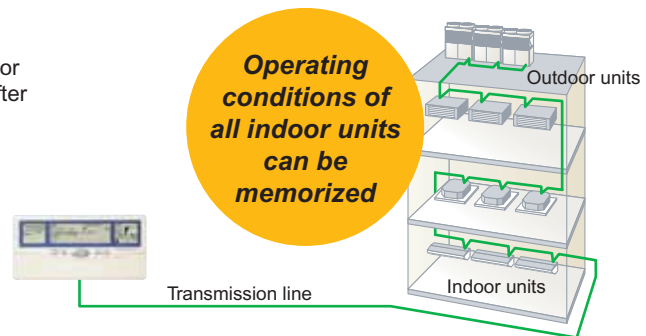 or
fter
Operating
conditions of
all indoor units
can be
memorized
Outdoor units
Indoor units
Transmission line